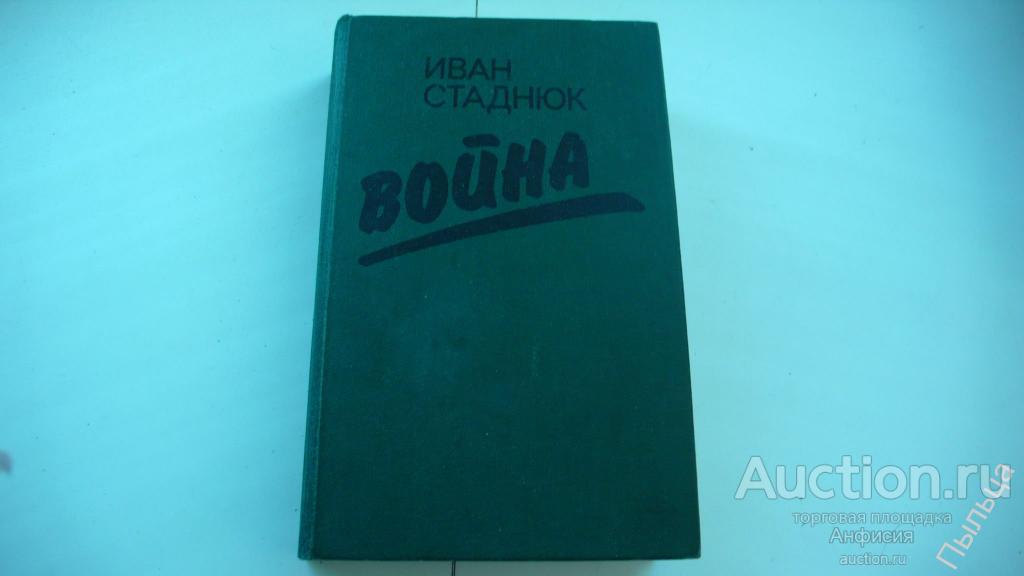 ИВАН
СТАДНЮК
ВОЙНА
Auction.ru
торговая площадка
Анфисия
auction.ru
Пыльца